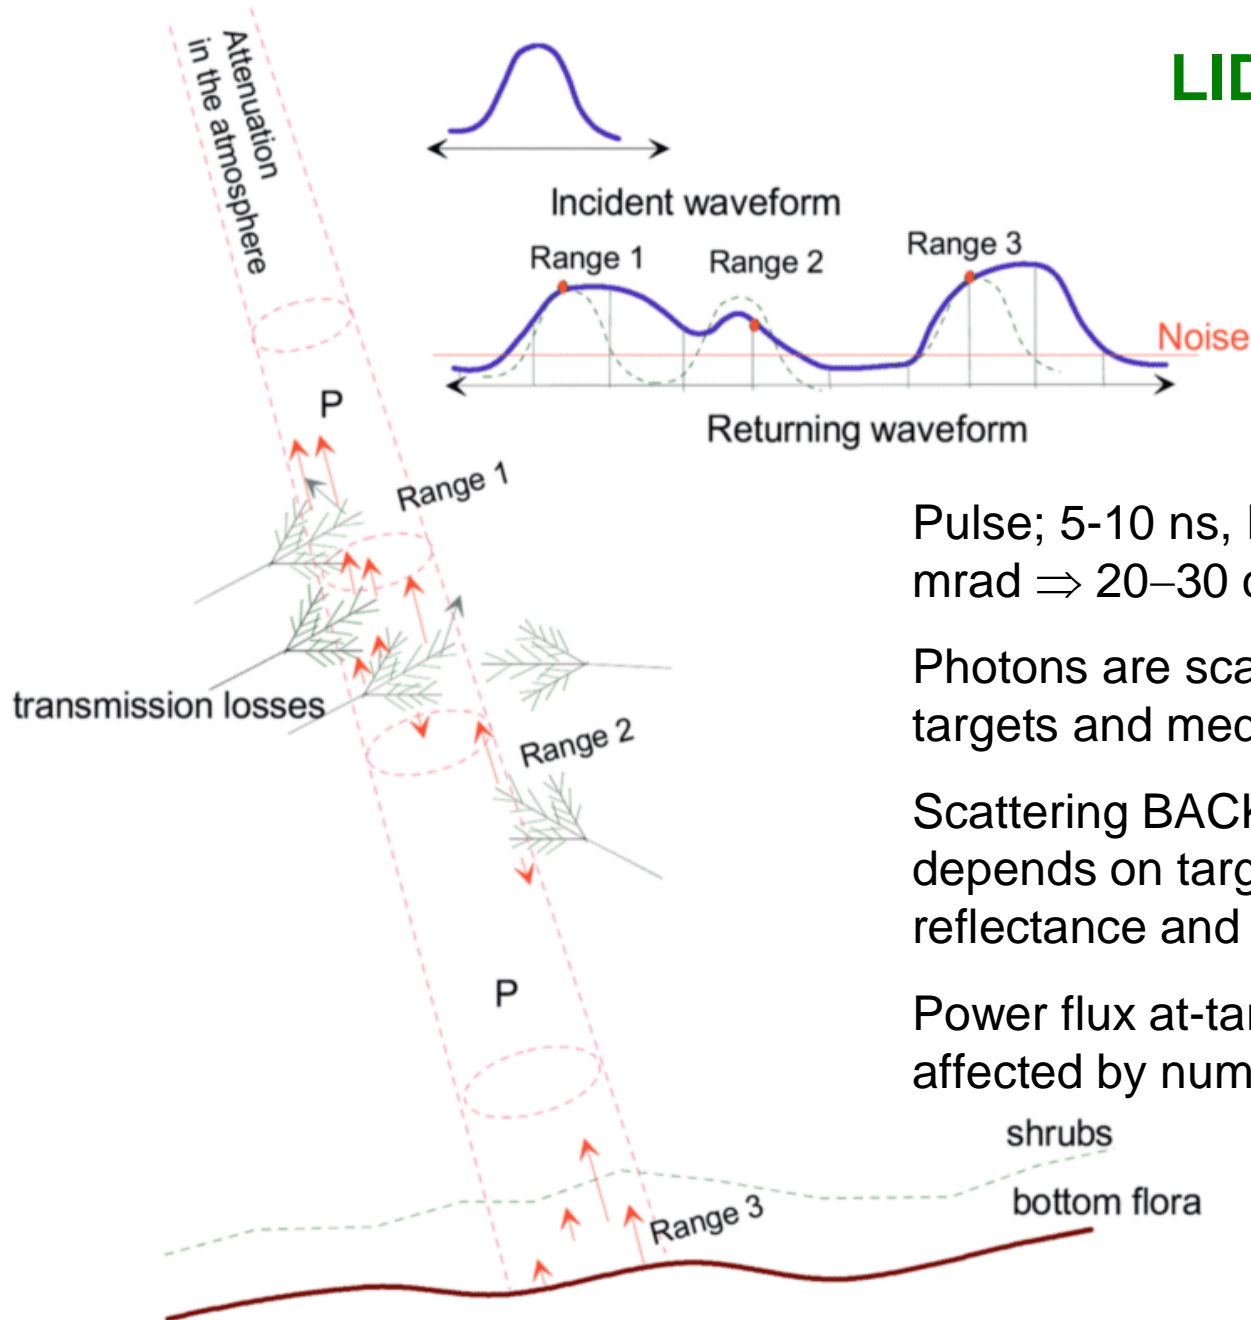 LID
Attenuation
in the atmosphere
Incident waveform
Range 1
Range 2
Range 3
Noise
Returning waveform
P
Range 1
transmission losses
Range 2
P
Range 3
shrubs
bottom flora
Pulse; 5-10 ns,
mrad ⇒ 20–30
Photons are sca
targets and med
Scattering BACK
depends on targ
reflectance and
Power flux at-tar
affected by num